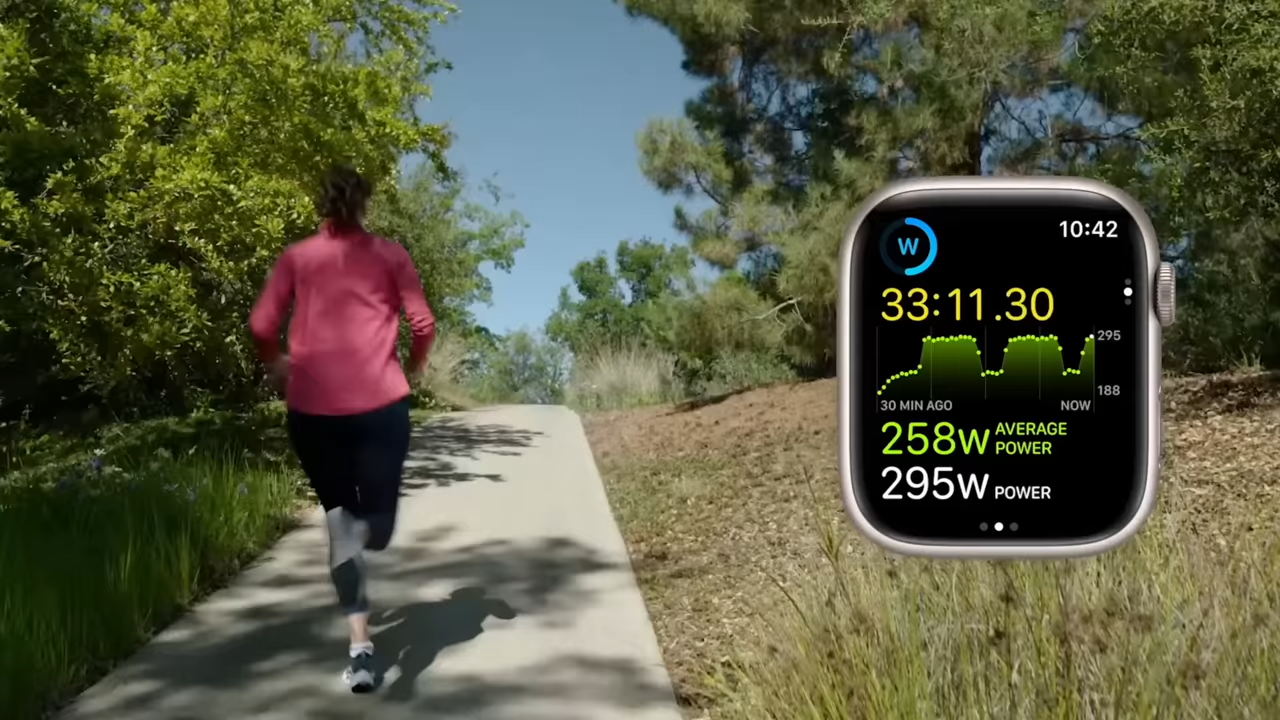 W
10:42
33:11.30
295
188
30 MIN AGO NOW
258W AVERAGE POWER
295W POWER